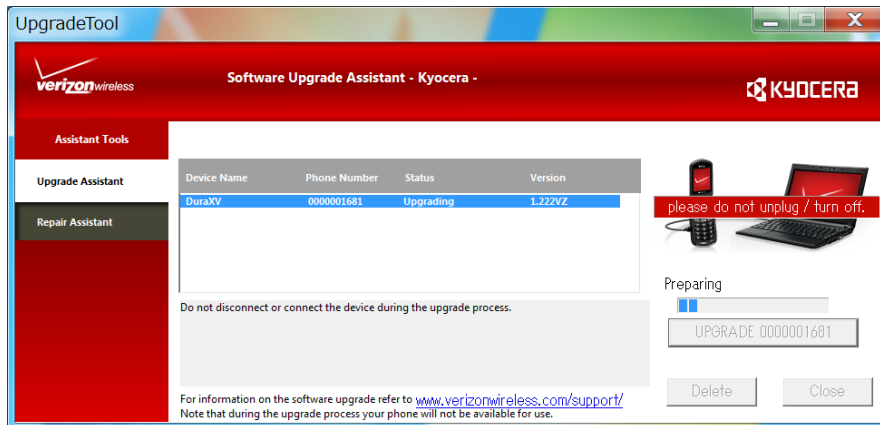 UpgradeTool
verizonwireless
Software Upgrade Assistant - Kyocera -
KYOCERA
Assistant Tools
Upgrade Assistant
Repair Assistant
Device Name Phone Number Status Version
DuraXV 0000001681 Upgrading 1.222VZ
please do not unplug / turn off.
Do not disconnect or connect the device during the upgrade process.
Preparing
UPGRADE 0000001681
Delete Close
For information on the software upgrade refer to www.verizonwireless.com/support/
Note that during the upgrade process your phone will not be available for use.